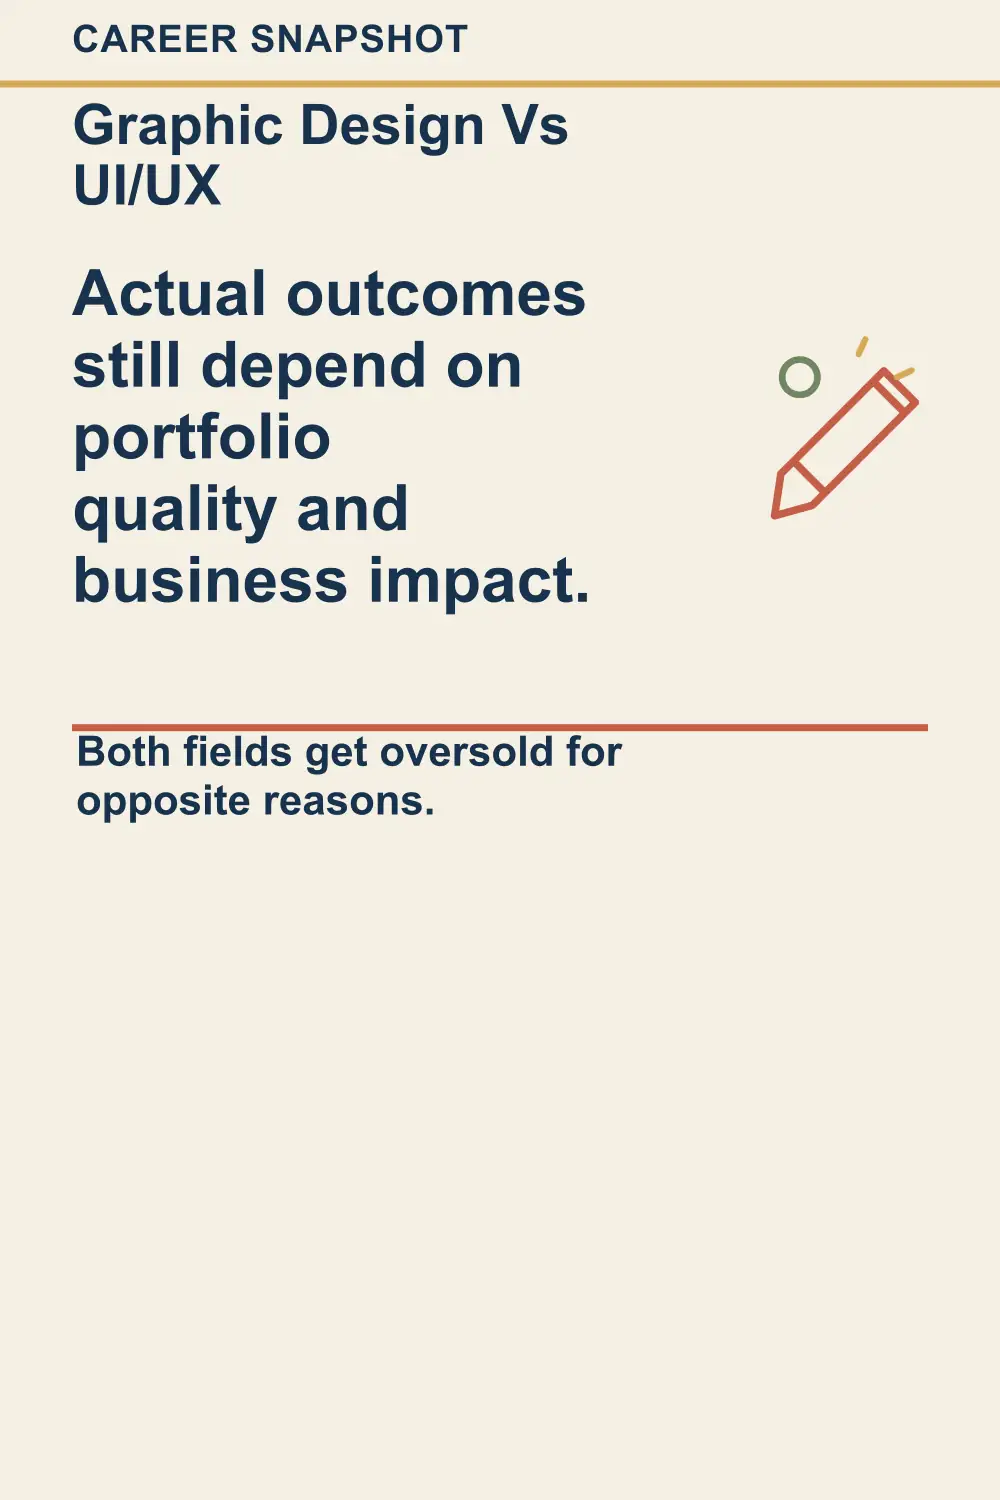 CAREER SNAPSHOT
Graphic Design Vs
UI/UX
Actual outcomes
still depend on
portfolio
quality and
business impact.
Both fields get oversold for
opposite reasons.